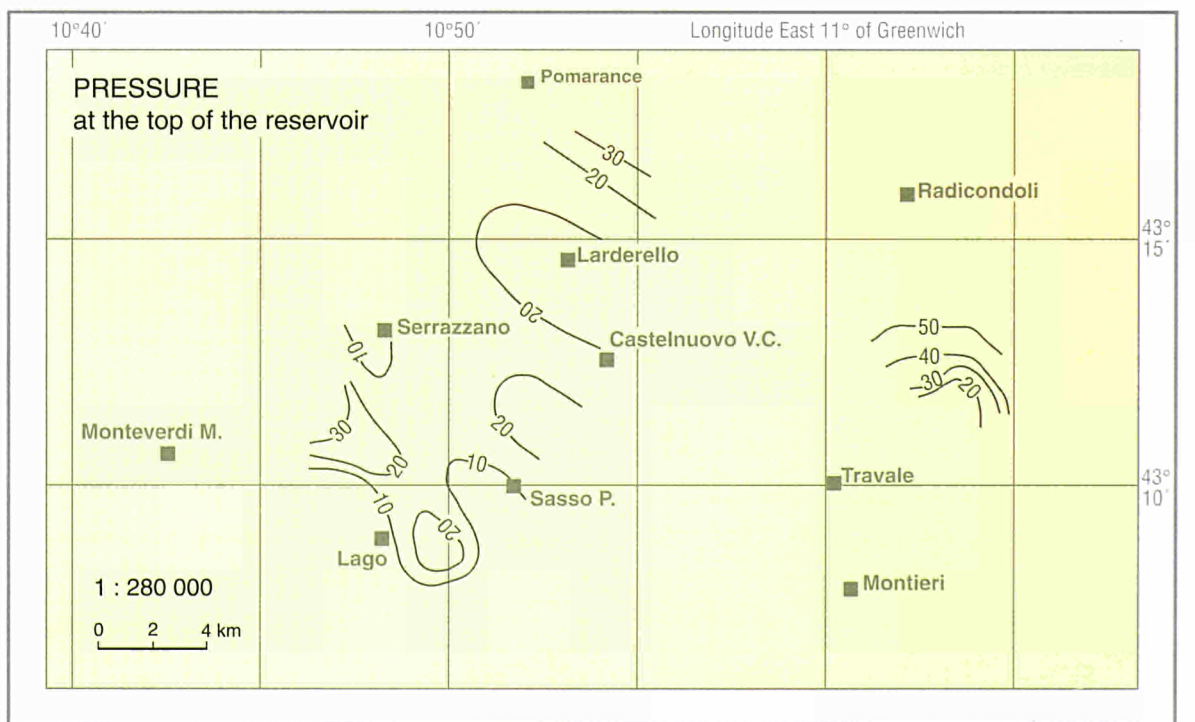 10°40´ 10°50´ Longitude East 11° of Greenwich
PRESSURE
at the top of the reservoir
Pomarance
30
20
Radicondoli
43°
15´
Larderello
20
Serrazzano
10
Castelnuovo V.C.
50
40
30
20
Monteverdi M.
30
20
20
10
10
Sasso P.
Travale
43°
10´
20
Lago
Montieri
1 : 280 000
0 2 4 km